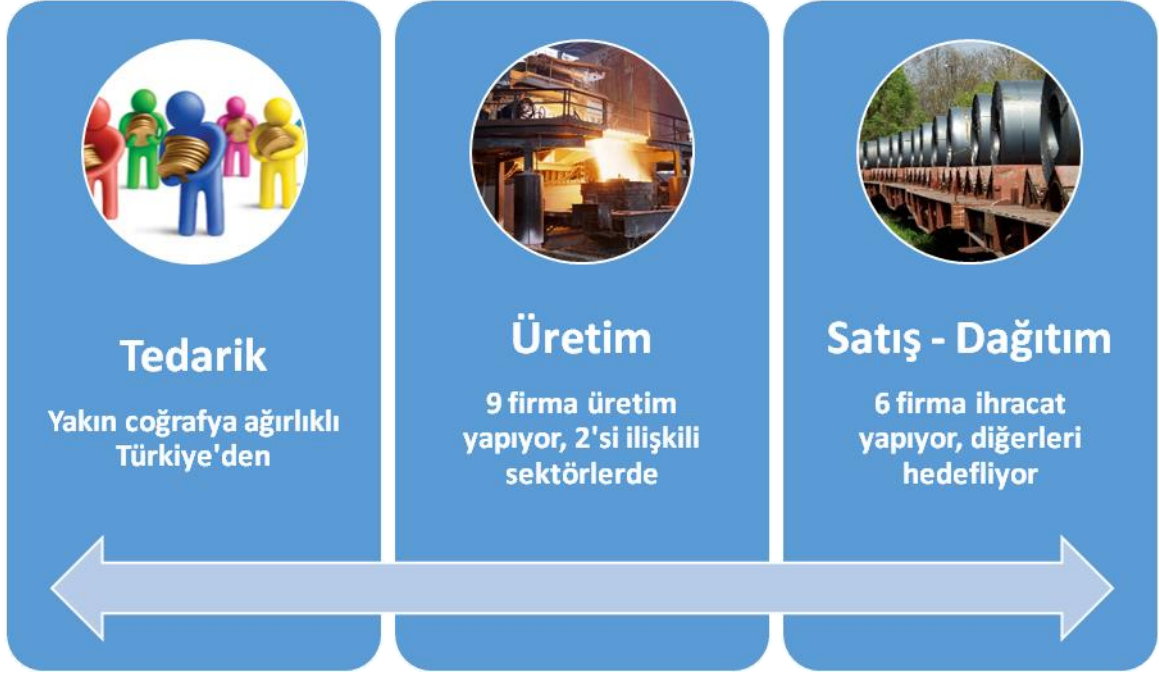 Tedarik
Yakın coğrafya ağırlıklı
Türkiye'den
Üretim
9 firma üretim
yapıyor, 2'si ilişkili
sektörlerde
Satış - Dağıtım
6 firma ihracat
yapıyor, diğerleri
hedefliyor